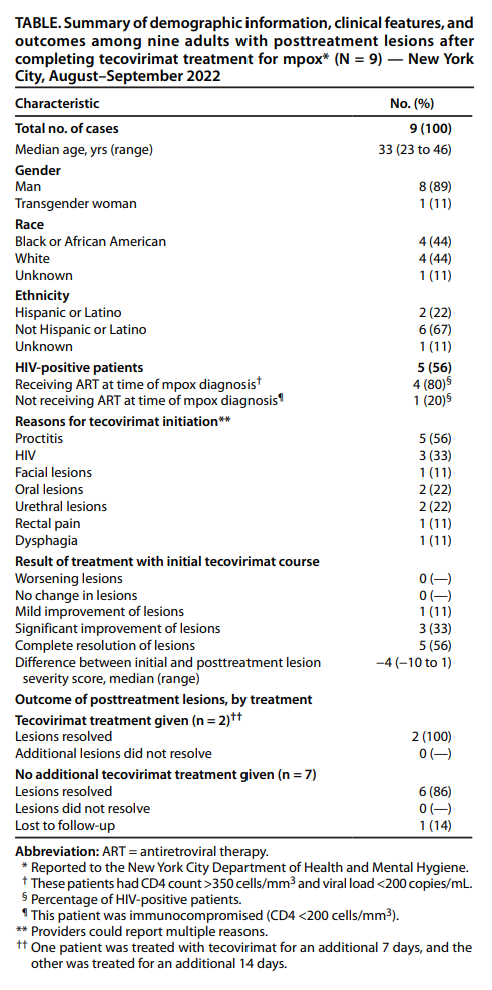 TABLE. Summary of demographic information, clinical features, and
outcomes among nine adults with posttreatment lesions after
completing tecovirimat treatment for mpox* (N = 9) — New York
City, August–September 2022
Characteristic No. (%)
Total no. of cases 9 (100)
Median age, yrs (range) 33 (23 to 46)
Gender
Man 8 (89)
Transgender woman 1 (11)
Race
Black or African American 4 (44)
White 4 (44)
Unknown 1 (11)
Ethnicity
Hispanic or Latino 2 (22)
Not Hispanic or Latino 6 (67)
Unknown 1 (11)
HIV-positive patients 5 (56)
Receiving ART at time of mpox diagnosis† 4 (80)§
Not receiving ART at time of mpox diagnosis¶ 1 (20)§
Reasons for tecovirimat initiation**
Proctitis 5 (56)
HIV 3 (33)
Facial lesions 1 (11)
Oral lesions 2 (22)
Urethral lesions 2 (22)
Rectal pain 1 (11)
Dysphagia 1 (11)
Result of treatment with initial tecovirimat course
Worsening lesions 0 (—)
No change in lesions 0 (—)
Mild improvement of lesions 1 (11)
Significant improvement of lesions 3 (33)
Complete resolution of lesions 5 (56)
Difference between initial and posttreatment lesion −4 (−10 to 1)
severity score, median (range)
Outcome of posttreatment lesions, by treatment
Tecovirimat treatment given (n = 2)††
Lesions resolved 2 (100)
Additional lesions did not resolve 0 (—)
No additional tecovirimat treatment given (n = 7)
Lesions resolved 6 (86)
Lesions did not resolve 0 (—)
Lost to follow-up 1 (14)
Abbreviation: ART = antiretroviral therapy.
* Reported to the New York City Department of Health and Mental Hygiene.
† These patients had CD4 count >350 cells/mm³ and viral load <200 copies/mL.
§ Percentage of HIV-positive patients.
¶ This patient was immunocompromised (CD4 <200 cells/mm³).
** Providers could report multiple reasons.
†† One patient was treated with tecovirimat for an additional 7 days, and the
other was treated for an additional 14 days.